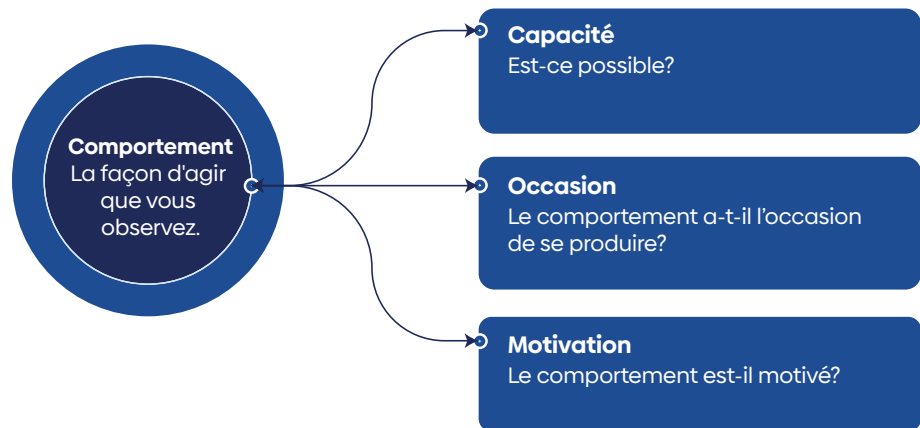 Comportement
La façon d'agir
que vous
observez.
Capacité
Est-ce possible?
Occasion
Le comportement a-t-il l’occasion
de se produire?
Motivation
Le comportement est-il motivé?